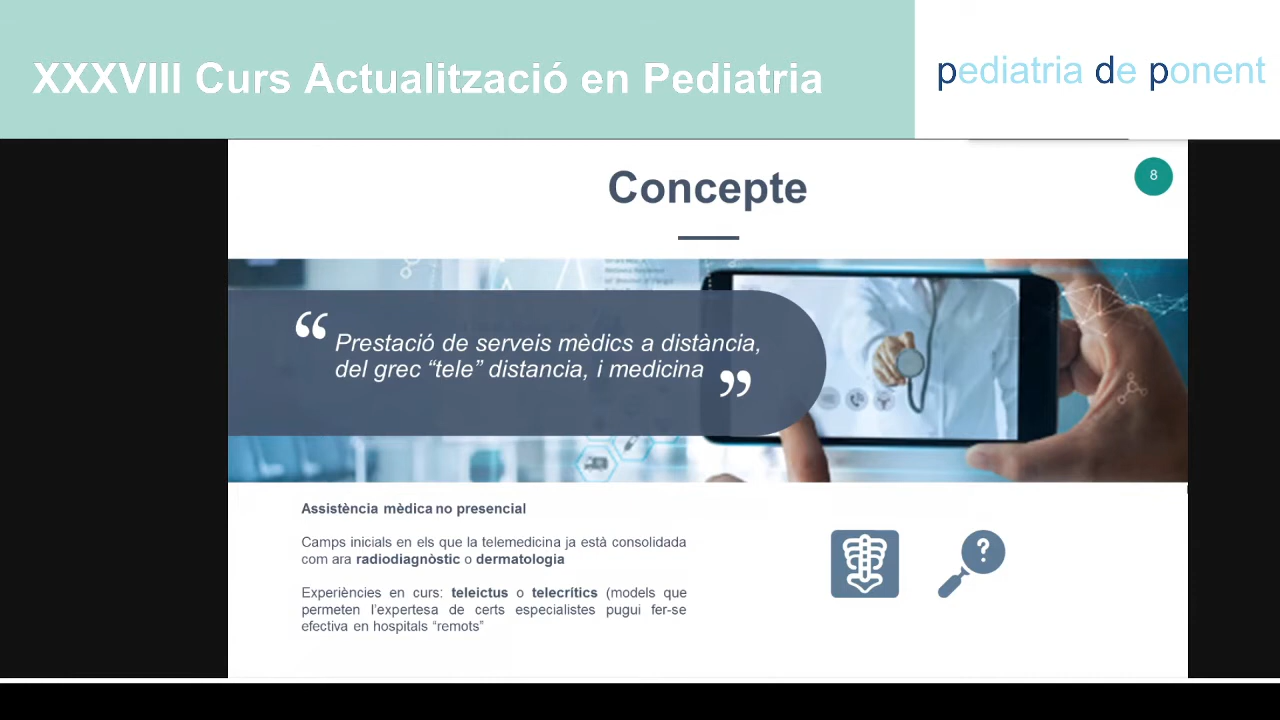 XXXVIII Curs Actualització en Pediatria
pediatria de ponent
Concepte
8
“Prestació de serveis mèdics a distància,
del grec “tele” distancia, i medicina”
Assistència mèdica no presencial
Camps inicials en els que la telemedicina ja està consolidada
com ara radiodiagnòstic o dermatologia
Experiències en curs: teleictus o telecrítics (models que
permeten l’expertesa de certs especialistes pugui fer-se
efectiva en hospitals “remots”
?